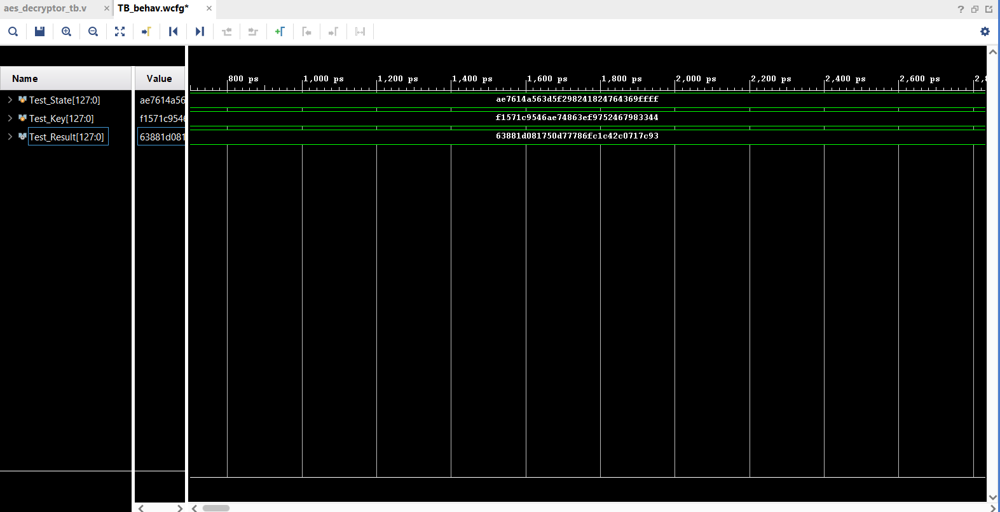 aes_decryptor_tb.v × TB_behav.wcfg* ×
?
Name Value
800 ps 1,000 ps 1,200 ps 1,400 ps 1,600 ps 1,800 ps 2,000 ps 2,200 ps 2,400 ps 2,600 ps 2,8
Test_State[127:0] ae7614a56 ae7614a563d5f298241824764369ffff
Test_Key[127:0] f1571c9546 f1571c9546ae74863ef9752467983344
Test_Result[127:0] 63881d081 63881d081750d77786fc1c42c0717c93